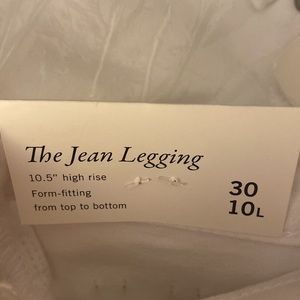 The Jean Legging
10.5" high rise
Form-fitting
from top to bottom
30
10L